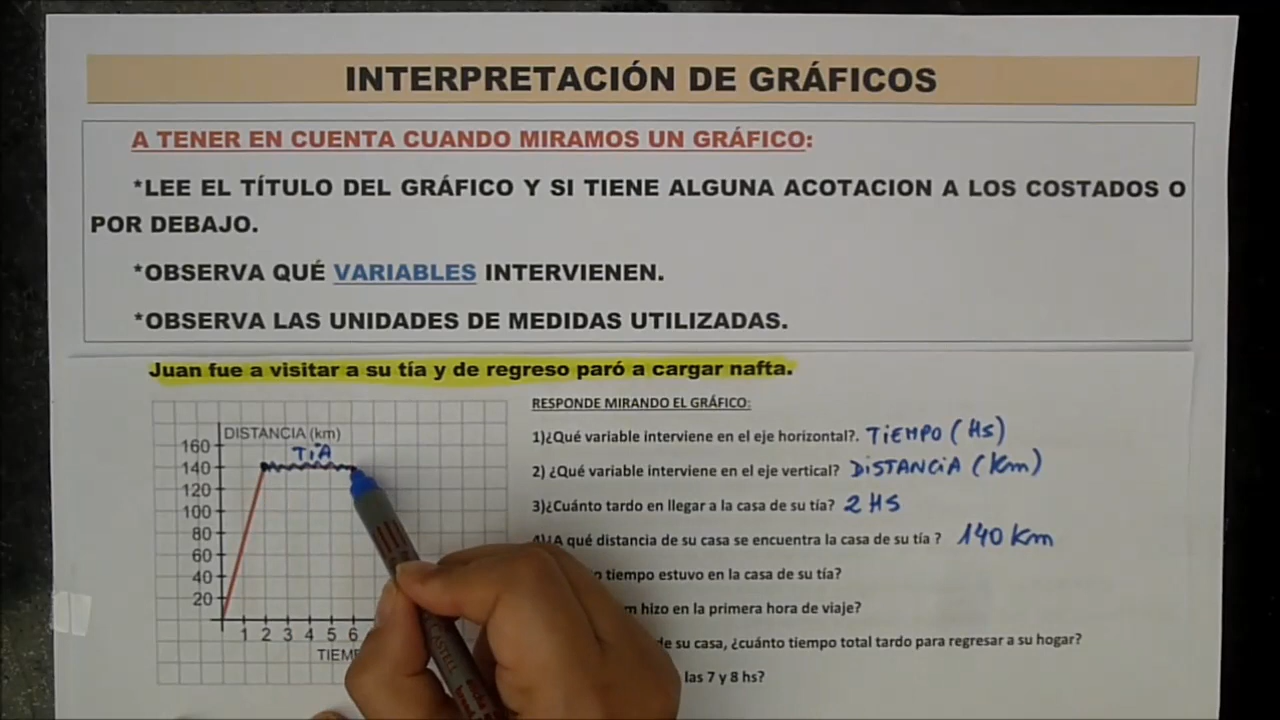 INTERPRETACIÓN DE GRÁFICOS
A TENER EN CUENTA CUANDO MIRAMOS UN GRÁFICO:
*LEE EL TÍTULO DEL GRÁFICO Y SI TIENE ALGUNA ACOTACION A LOS COSTADOS O
POR DEBAJO.
*OBSERVA QUÉ VARIABLES INTERVIENEN.
*OBSERVA LAS UNIDADES DE MEDIDAS UTILIZADAS.
Juan fue a visitar a su tía y de regreso paró a cargar nafta.
DISTANCIA (km)
TÍA
160
140
120
100
80
60
40
20
1 2 3 4 5 6
TIEM
RESPONDE MIRANDO EL GRÁFICO:
1)¿Qué variable interviene en el eje horizontal?. TIEMPO (HS)
2) ¿Qué variable interviene en el eje vertical? DISTANCIA (Km)
3)¿Cuánto tardo en llegar a la casa de su tía? 2 HS
A qué distancia de su casa se encuentra la casa de su tía ? 140 Km
tiempo estuvo en la casa de su tía?
hizo en la primera hora de viaje?
de su casa, ¿cuánto tiempo total tardo para regresar a su hogar?
las 7 y 8 hs?